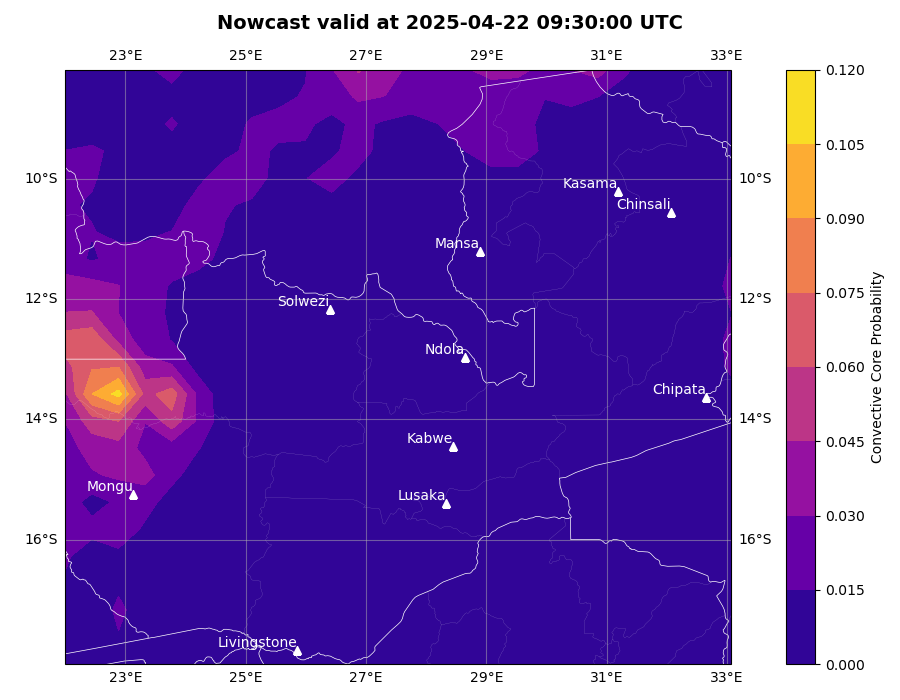 Nowcast valid at 2025-04-22 09:30:00 UTC
23°E 25°E 27°E 29°E 31°E 33°E
0.120
0.105
10°S 10°S
Kasama
Chinsali
0.090
Mansa
12°S 12°S
Solwezi
0.075
Ndola
0.060
Chipata
14°S 14°S
Kabwe
0.045
Mongu
Lusaka
0.030
16°S 16°S
0.015
Livingstone
0.000
23°E 25°E 27°E 29°E 31°E 33°E
Convective Core Probability